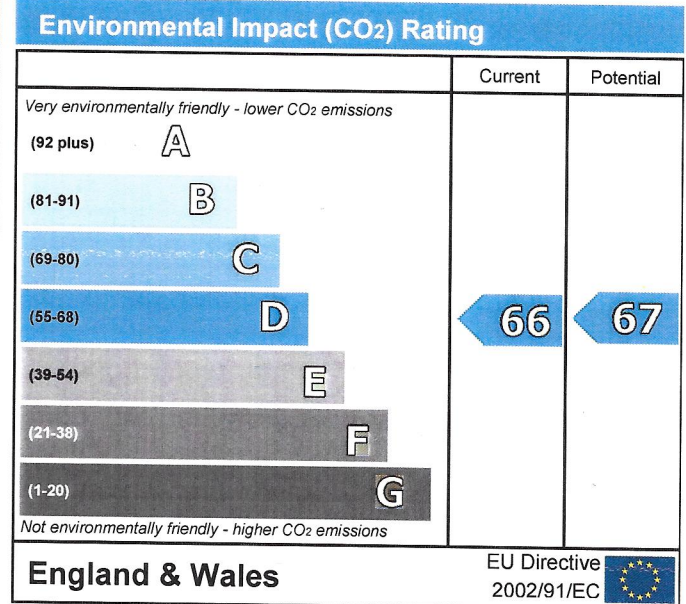 Environmental Impact (CO2) Rating
Current Potential
Very environmentally friendly - lower CO2 emissions
(92 plus) A
(81-91) B
(69-80) C
(55-68) D 66 67
(39-54) E
(21-38) F
(1-20) G
Not environmentally friendly - higher CO2 emissions
England & Wales
EU Directive
2002/91/EC